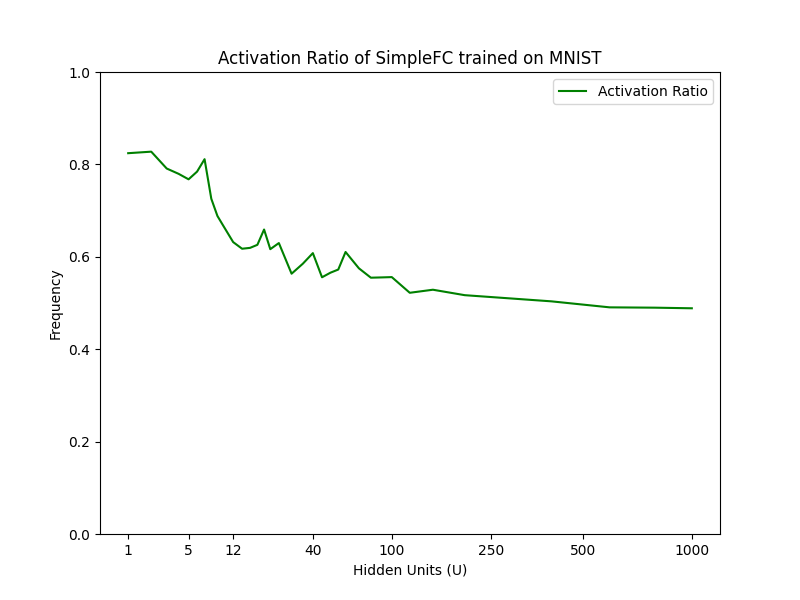 Activation Ratio of SimpleFC trained on MNIST
Activation Ratio
1.0
0.8
0.6
0.4
0.2
0.0
Frequency
1 5 12 40 100 250 500 1000
Hidden Units (U)